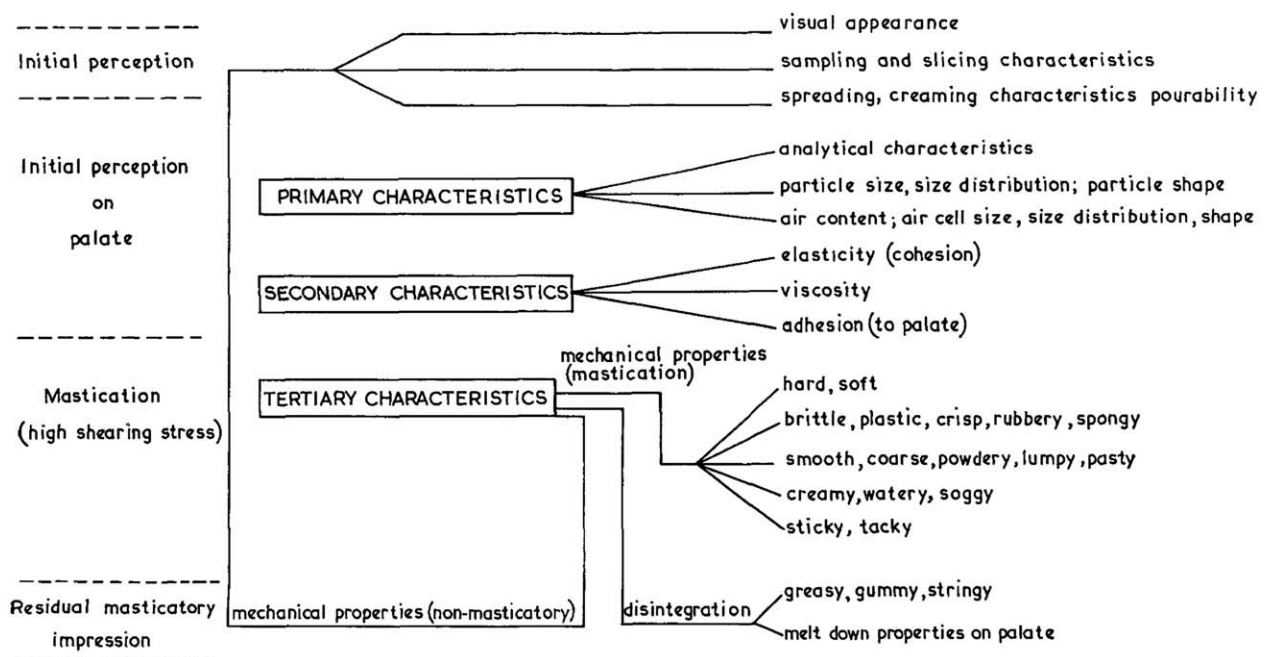 visual appearance
Initial perception
sampling and slicing characteristics
spreading, creaming characteristics pourability
Initial perception
on
palate
analytical characteristics
PRIMARY CHARACTERISTICS
particle size, size distribution; particle shape
air content; air cell size, size distribution, shape
elasticity (cohesion)
SECONDARY CHARACTERISTICS
viscosity
adhesion (to palate)
Mastication
(high shearing stress)
TERTIARY CHARACTERISTICS
mechanical properties
(mastication)
hard, soft
brittle, plastic, crisp, rubbery, spongy
smooth, coarse, powdery, lumpy, pasty
creamy, watery, soggy
sticky, tacky
Residual masticatory
impression
mechanical properties (non-masticatory)
disintegration
greasy, gummy, stringy
melt down properties on palate